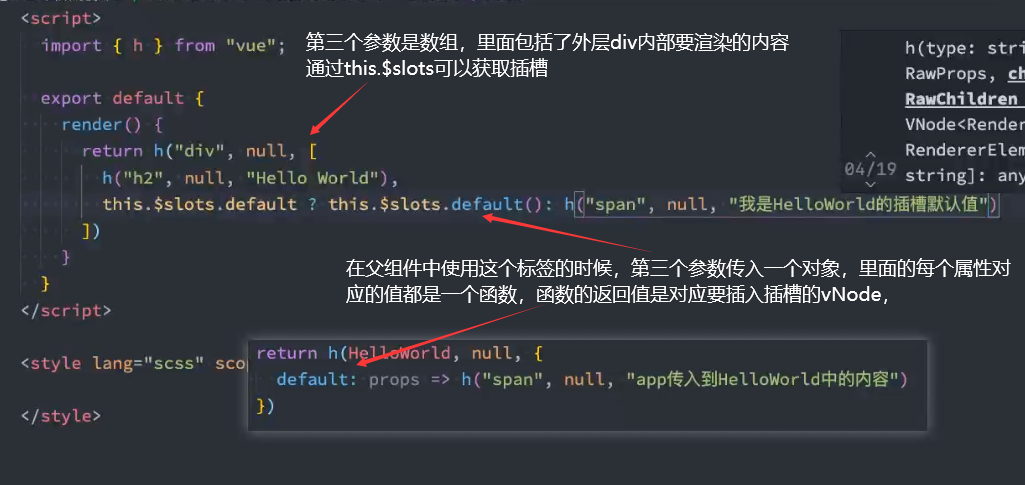 <script>
import { h } from "vue";
第三个参数是数组，里面包括了外层div内部要渲染的内容
通过this.$slots可以获取插槽
export default {
render() {
return h("div", null, [
h("h2", null, "Hello World"),
this.$slots.default ? this.$slots.default(): h("span", null, "我是HelloWorld的插槽默认值")
])
}
}
</script>
h(type: stri
RawProps, ch
RawChildren
VNode<Render
RendererElem
04/19
string]: any
在父组件中使用这个标签的时候，第三个参数传入一个对象，里面的每个属性对
应的值都是一个函数，函数的返回值是对应要插入插槽的vNode，
<style lang="scss" sco
return h(HelloWorld, null, {
default: props => h("span", null, "app传入到HelloWorld中的内容")
})
</style>